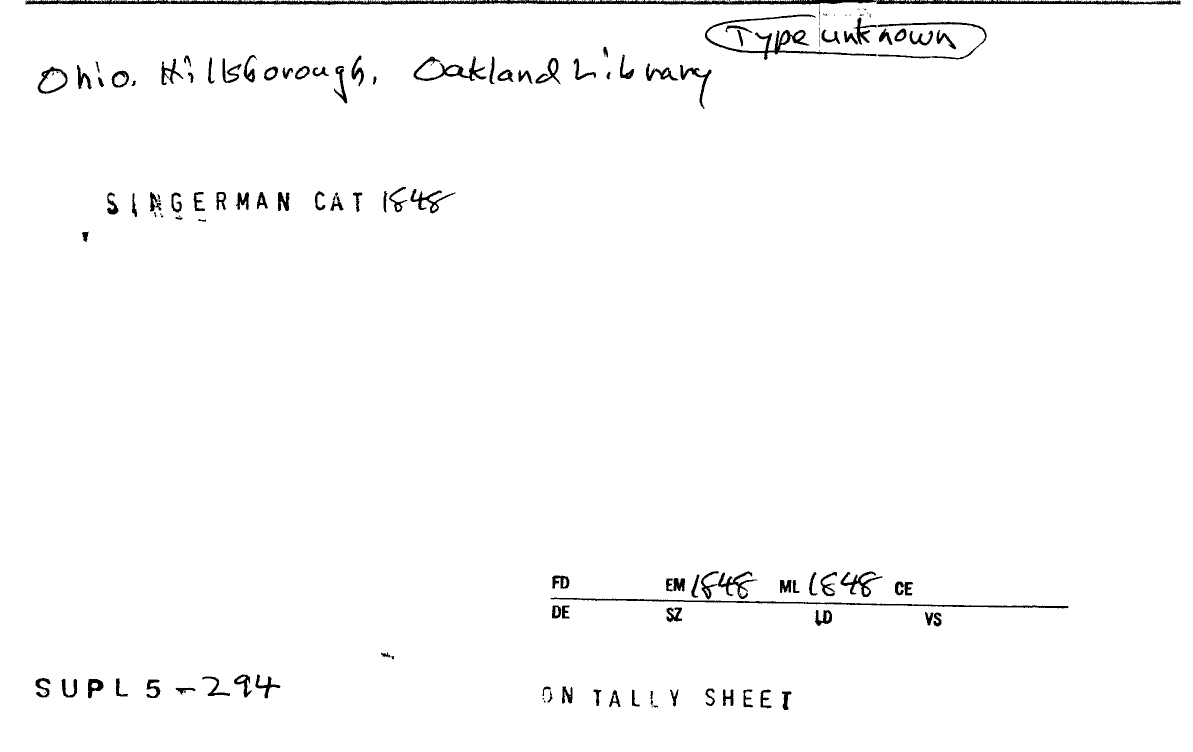 Type unknown
Ohio. Hillsborough. Oakland Library
SINGERMAN CAT 1848
FD EM 1848 ML 1848 CE
DE SZ LD VS
SUPL 5-294
ON TALLY SHEET